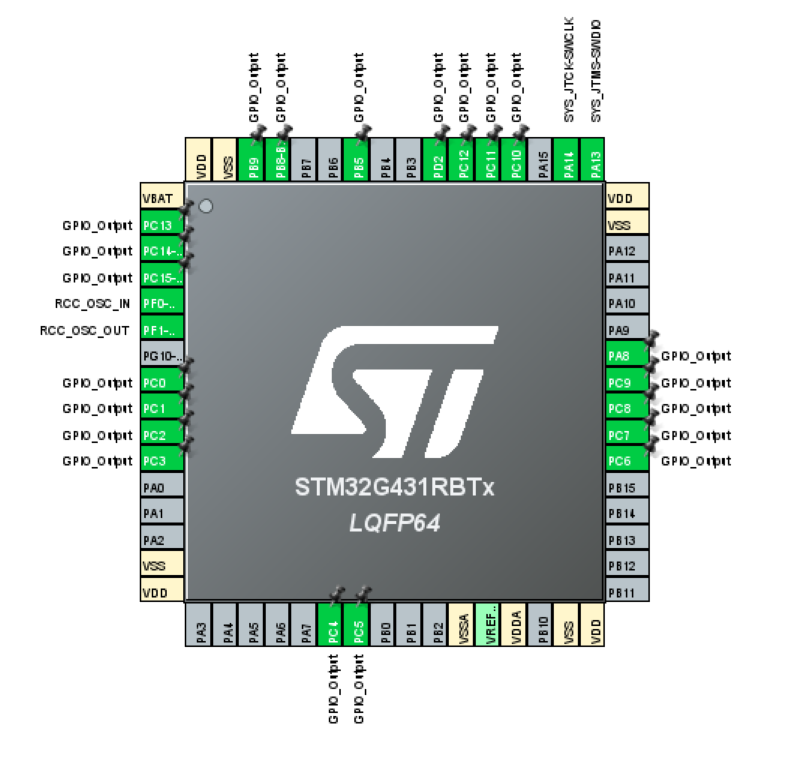 GPIO_Output
GPIO_Output
GPIO_Output
GPIO_Output
GPIO_Output
GPIO_Output
GPIO_Output
SYS_JTCK-SWCLK
SYS_JTMS-SWDIO
VDD
VSS
PB9
PB8-B..
PB7
PB6
PB5
PB4
PB3
PD2
PC12
PC11
PC10
PA15
PA14
PA13
VBAT
GPIO_Output PC13
GPIO_Output PC14-..
GPIO_Output PC15-..
RCC_OSC_IN PF0-..
RCC_OSC_OUT PF1-..
PG10-..
GPIO_Output PC0
GPIO_Output PC1
GPIO_Output PC2
GPIO_Output PC3
PA0
PA1
PA2
VSS
VDD
VDD
VSS
PA12
PA11
PA10
PA9
PA8 GPIO_Output
PC9 GPIO_Output
PC8 GPIO_Output
PC7 GPIO_Output
PC6 GPIO_Output
PB15
PB14
PB13
PB12
PB11
ST
STM32G431RBTx
LQFP64
PA3
PA4
PA5
PA6
PA7
PC4
PC5
PB0
PB1
PB2
VSSA
VREF..
VDDA
PB10
VSS
VDD
GPIO_Output
GPIO_Output